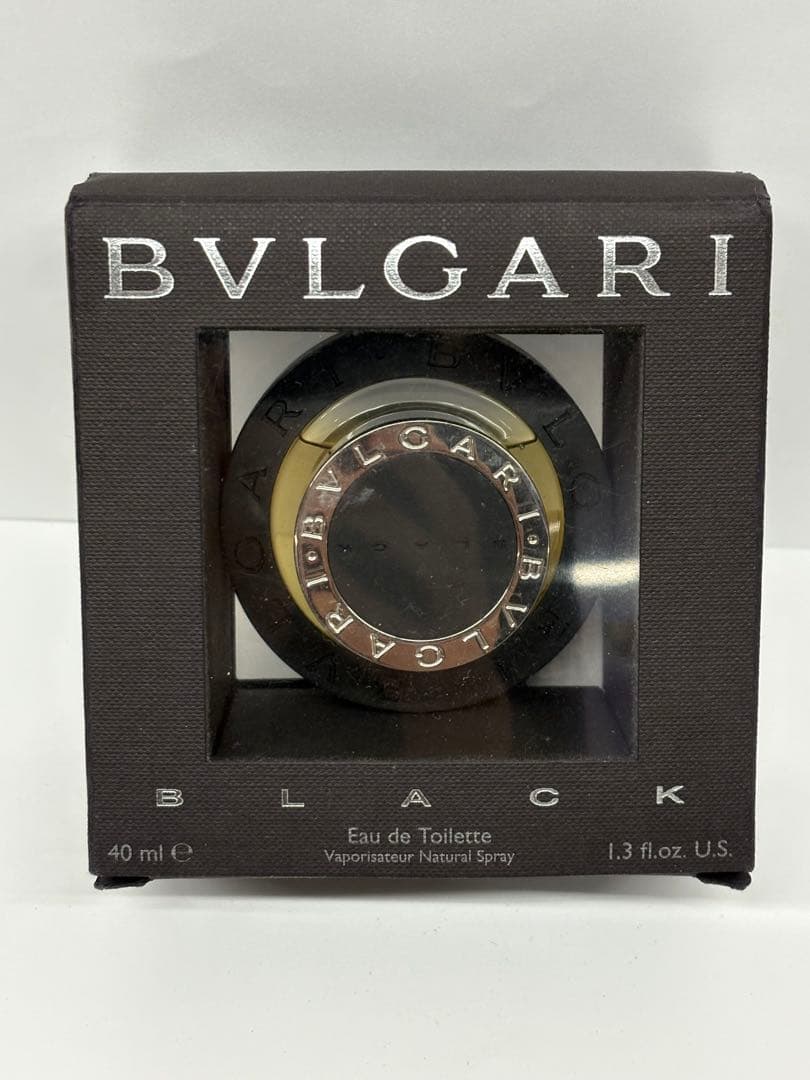 BVLGARI
BVLGARI · BVLGARI ·
B L A C K
Eau de Toilette
40 ml ℮
Vaporisateur Natural Spray
1.3 fl.oz. U.S.